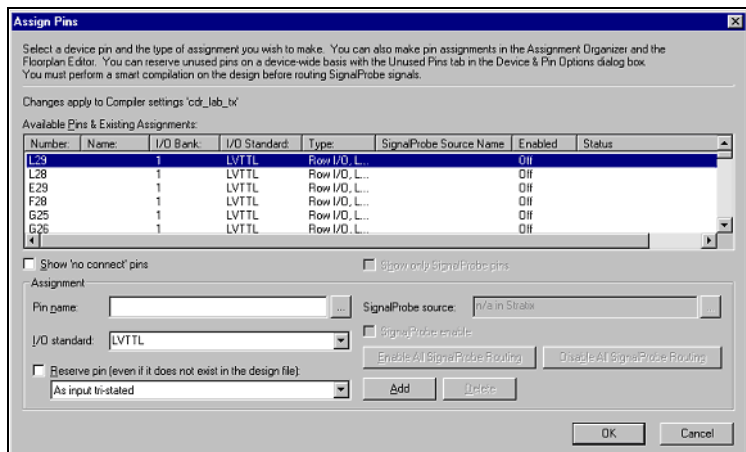 Assign Pins
Select a device pin and the type of assignment you wish to make. You can also make pin assignments in the Assignment Organizer and the
Floorplan Editor. You can reserve unused pins on a device-wide basis with the Unused Pins tab in the Device & Pin Options dialog box.
You must perform a smart compilation on the design before routing SignalProbe signals.
Changes apply to Compiler settings 'cdr_lab_tx'
Available Pins & Existing Assignments:
Number: Name: I/O Bank: I/O Standard: Type: SignalProbe Source Name Enabled Status
L29 1 LVTTL Row I/O, L... Off
L28 1 LVTTL Row I/O, L... Off
E29 1 LVTTL Row I/O, L... Off
F28 1 LVTTL Row I/O, L... Off
G25 1 LVTTL Row I/O, L... Off
G26 1 LVTTL Row I/O, L... Off
Show 'no connect' pins Show only SignalProbe pins
Assignment
Pin name: ... SignalProbe source: n/a in Stratix ...
I/O standard: LVTTL SignalProbe enable
Enable All SignalProbe Routing Disable All SignalProbe Routing
Reserve pin (even if it does not exist in the design file):
As input tri-stated Add Delete
OK Cancel